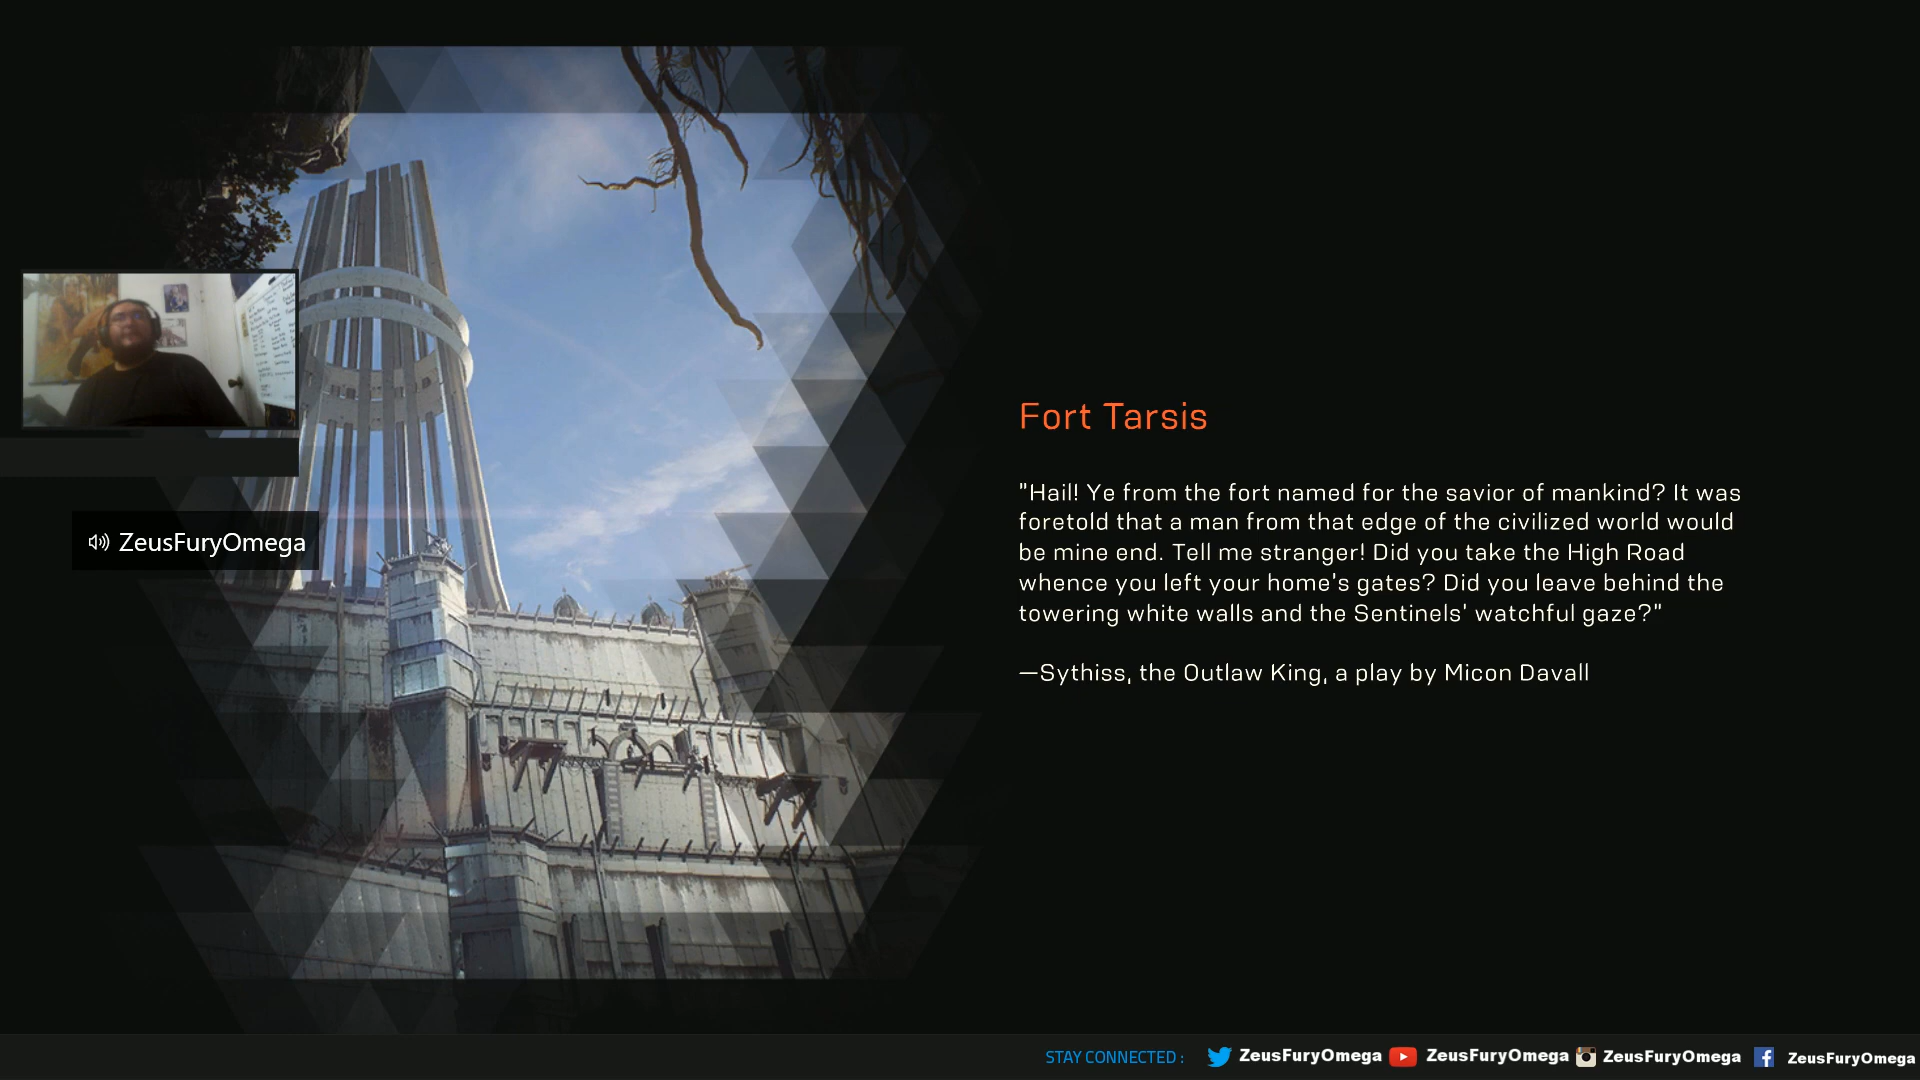 Fort Tarsis
"Hail! Ye from the fort named for the savior of mankind? It was
foretold that a man from that edge of the civilized world would
be mine end. Tell me stranger! Did you take the High Road
whence you left your home's gates? Did you leave behind the
towering white walls and the Sentinels' watchful gaze?"
—Sythiss, the Outlaw King, a play by Micon Davall
ZeusFuryOmega
STAY CONNECTED : ZeusFuryOmega ZeusFuryOmega ZeusFuryOmega ZeusFuryOmega